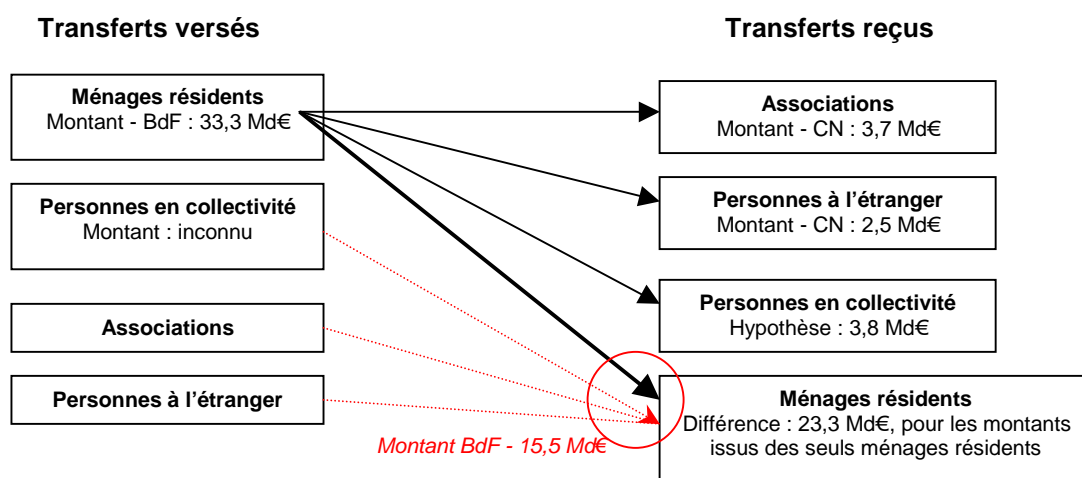 Transferts versés
Ménages résidents
Montant - BdF : 33,3 Md€
Personnes en collectivité
Montant : inconnu
Associations
Personnes à l'étranger
Montant BdF - 15,5 Md€
Transferts reçus
Associations
Montant - CN : 3,7 Md€
Personnes à l'étranger
Montant - CN : 2,5 Md€
Personnes en collectivité
Hypothèse : 3,8 Md€
Ménages résidents
Différence : 23,3 Md€, pour les montants
issus des seuls ménages résidents